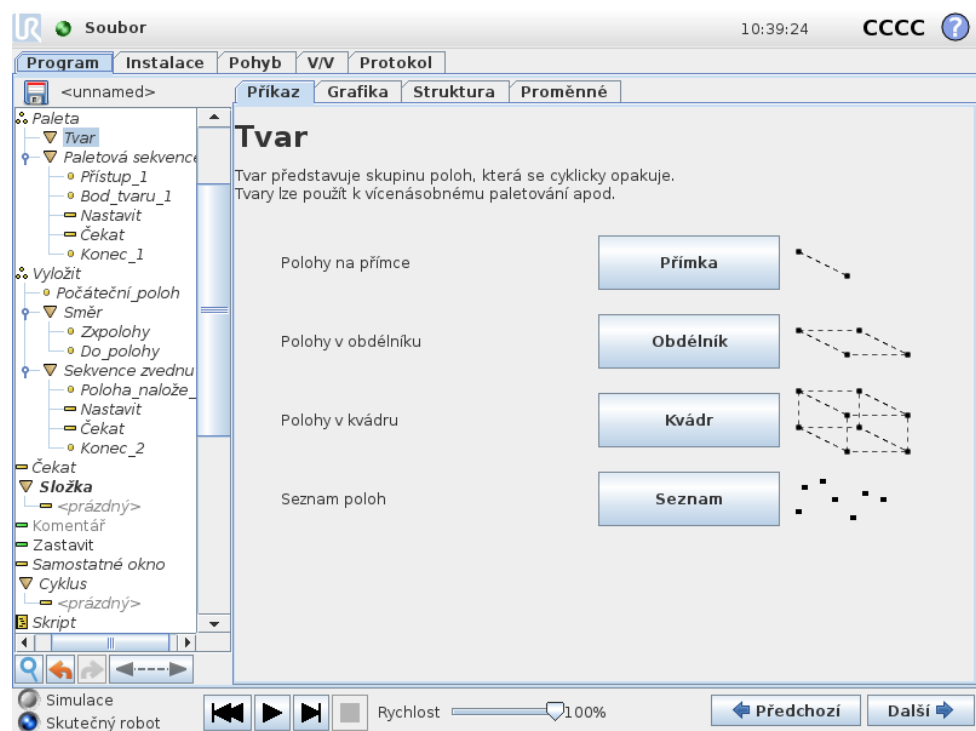 UR Soubor 10:39:24 CCCC ?
Program Instalace Pohyb V/V Protokol
<unnamed>
Příkaz Grafika Struktura Proměnné
Paleta
Tvar
Paletová sekvence
Přístup_1
Bod_tvaru_1
Nastavit
Čekat
Konec_1
Vyložit
Počáteční_poloh
Směr
Zxpolohy
Do_polohy
Sekvence zvednu
Poloha_nalože_
Nastavit
Čekat
Konec_2
Čekat
Složka
<prázdný>
Komentář
Zastavit
Samostatné okno
Cyklus
<prázdný>
Skript
Tvar
Tvar představuje skupinu poloh, která se cyklicky opakuje.
Tvary lze použít k vícenásobnému paletování apod.
Polohy na přímce Přímka
Polohy v obdélníku Obdélník
Polohy v kvádru Kvádr
Seznam poloh Seznam
Simulace
Skutečný robot
Rychlost 100%
Předchozí Další